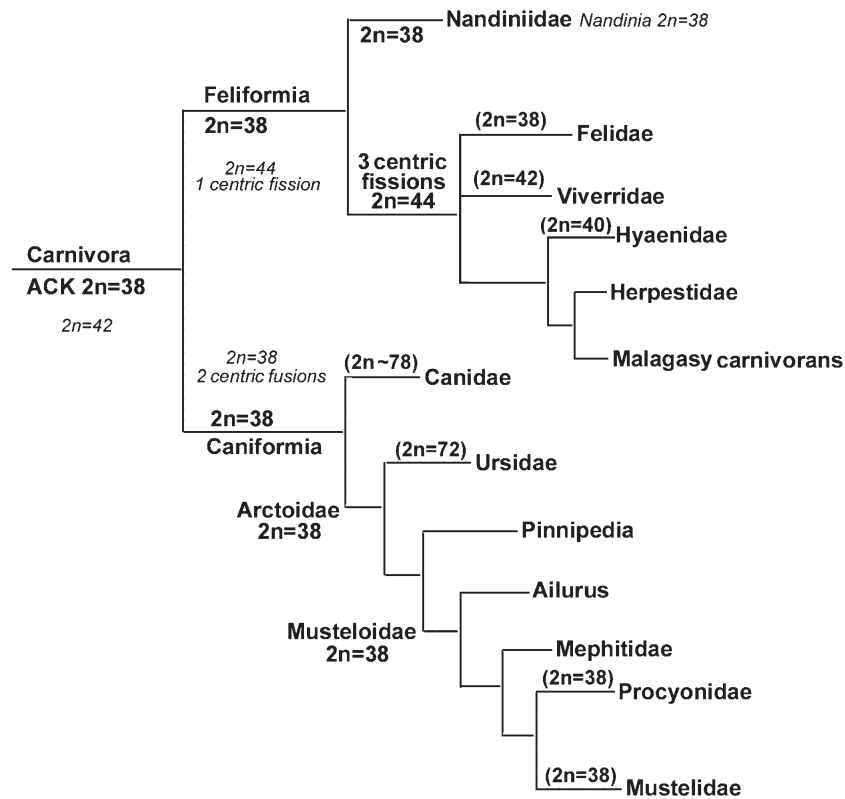 Nandiniidae Nandinia 2n=38
2n=38
Feliformia
2n=38
(2n=38)
Felidae
2n=44
1 centric fission
3 centric
fissions
2n=44
(2n=42)
Viverridae
(2n=40)
Hyaenidae
Carnivora
ACK 2n=38
Herpestidae
2n=42
Malagasy carnivorans
2n=38
2 centric fusions
(2n~78)
Canidae
2n=38
Caniformia
(2n=72)
Ursidae
Arctoidae
2n=38
Pinnipedia
Ailurus
Musteloidae
2n=38
Mephitidae
(2n=38)
Procyonidae
(2n=38)
Mustelidae